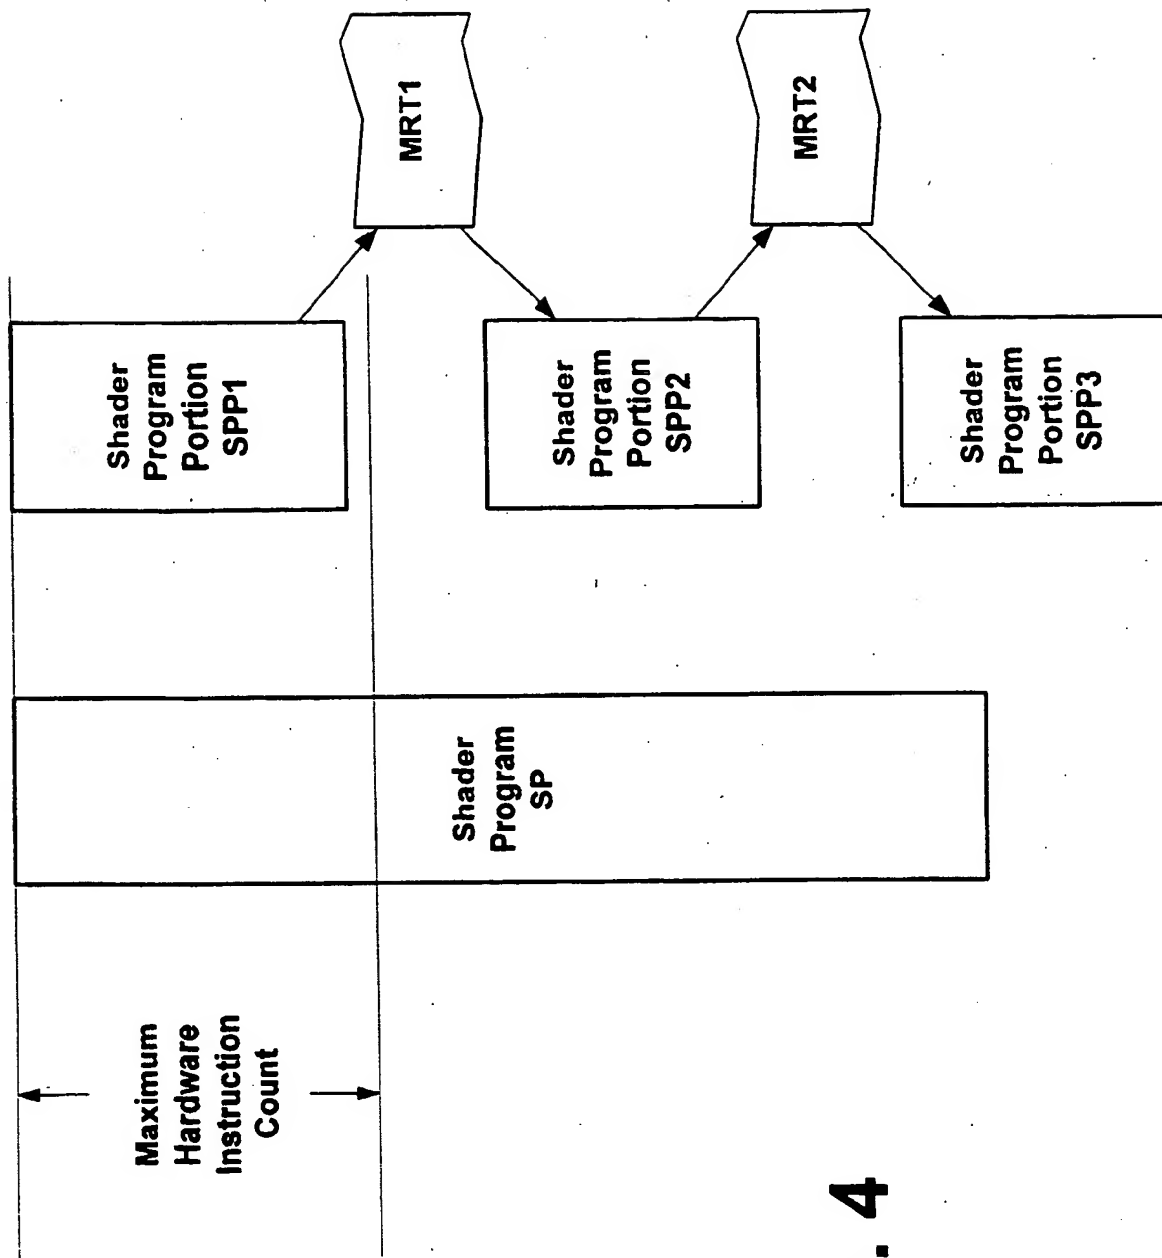 Maximum
Hardware
Instruction
Count
Shader
Program
SP
Shader
Program
Portion
SPP1
MRT1
Shader
Program
Portion
SPP2
MRT2
Shader
Program
Portion
SPP3
. 4